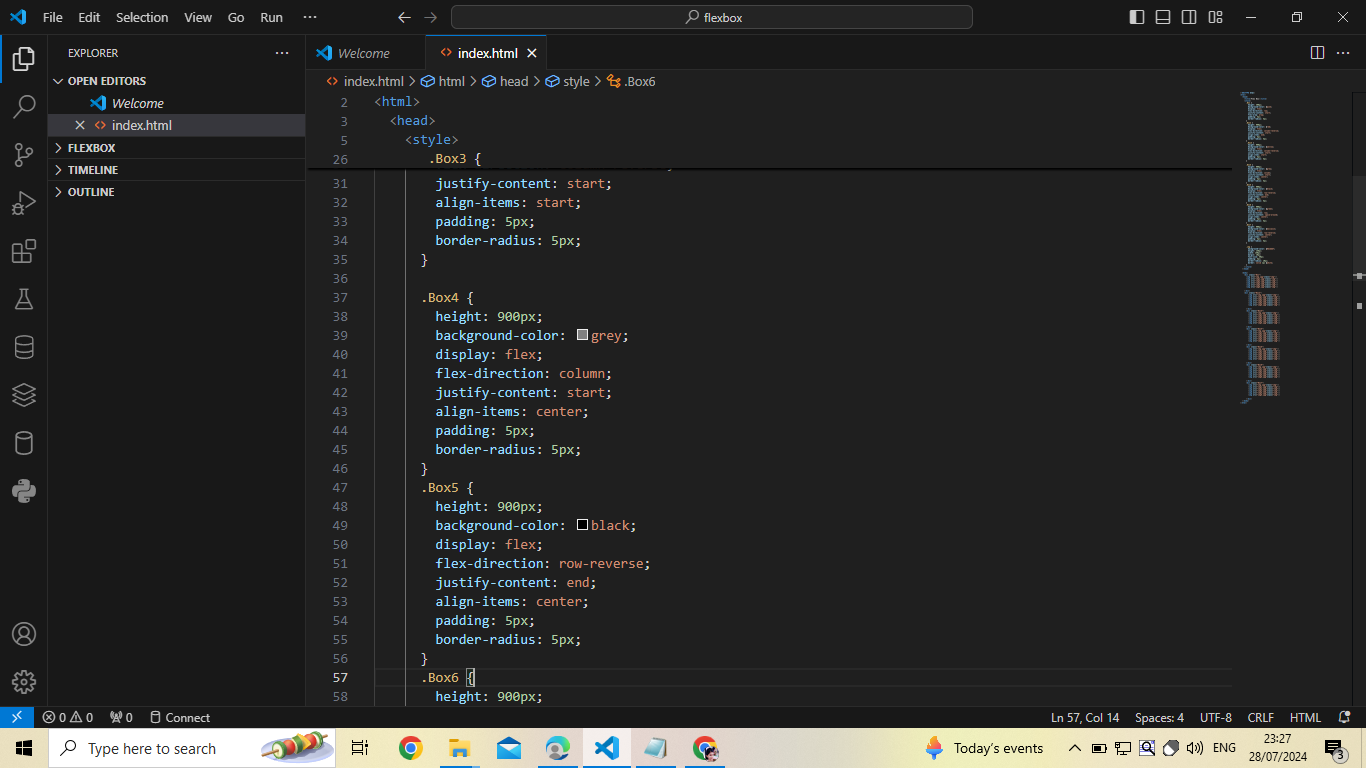 File Edit Selection View Go Run ··· flexbox
EXPLORER ···
OPEN EDITORS
Welcome
index.html
FLEXBOX
TIMELINE
OUTLINE
Welcome index.html
index.html > html > head > style > .Box6
2 <html>
3 <head>
5 <style>
26 .Box3 {
31 justify-content: start;
32 align-items: start;
33 padding: 5px;
34 border-radius: 5px;
35 }
36
37 .Box4 {
38 height: 900px;
39 background-color: grey;
40 display: flex;
41 flex-direction: column;
42 justify-content: start;
43 align-items: center;
44 padding: 5px;
45 border-radius: 5px;
46 }
47 .Box5 {
48 height: 900px;
49 background-color: black;
50 display: flex;
51 flex-direction: row-reverse;
52 justify-content: end;
53 align-items: center;
54 padding: 5px;
55 border-radius: 5px;
56 }
57 .Box6 {
58 height: 900px;
0 0 0 Connect Ln 57, Col 14 Spaces: 4 UTF-8 CRLF HTML
Type here to search Today's events ENG 23:27
28/07/2024 3